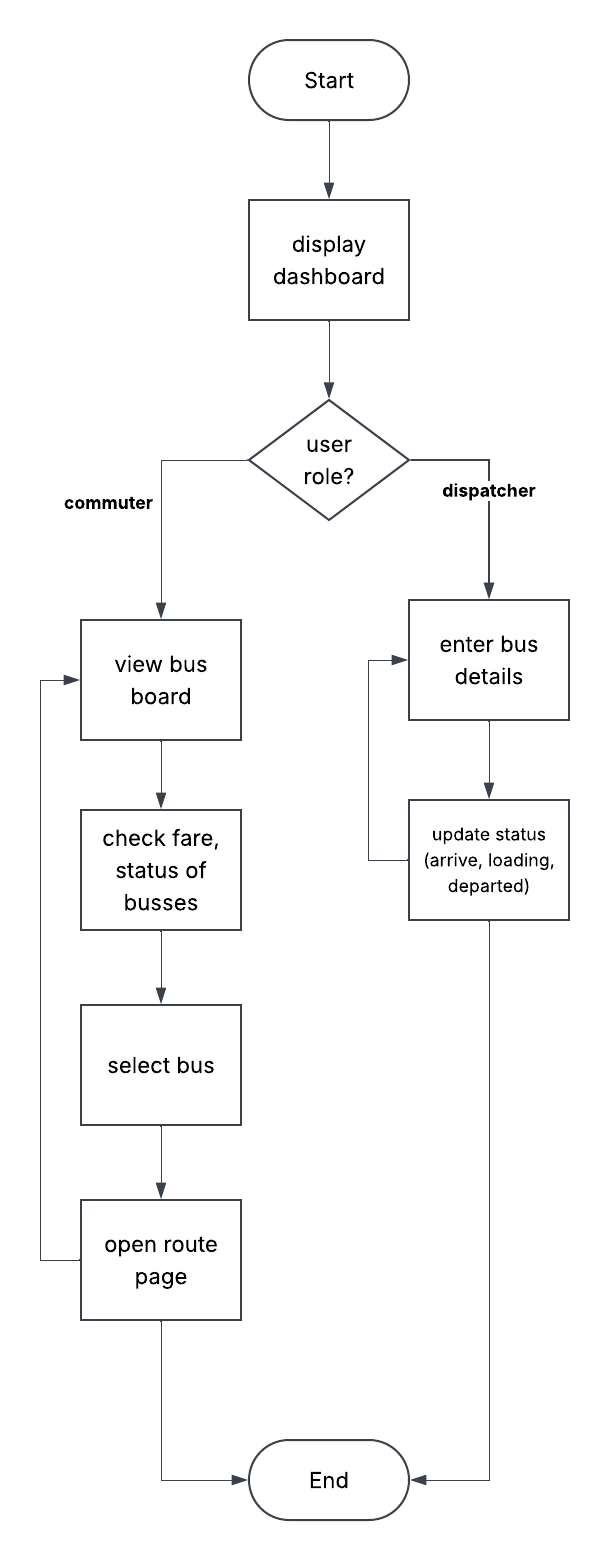 Start
display
dashboard
user
role?
commuter
dispatcher
view bus
board
enter bus
details
check fare,
status of
busses
update status
(arrive, loading,
departed)
select bus
open route
page
End